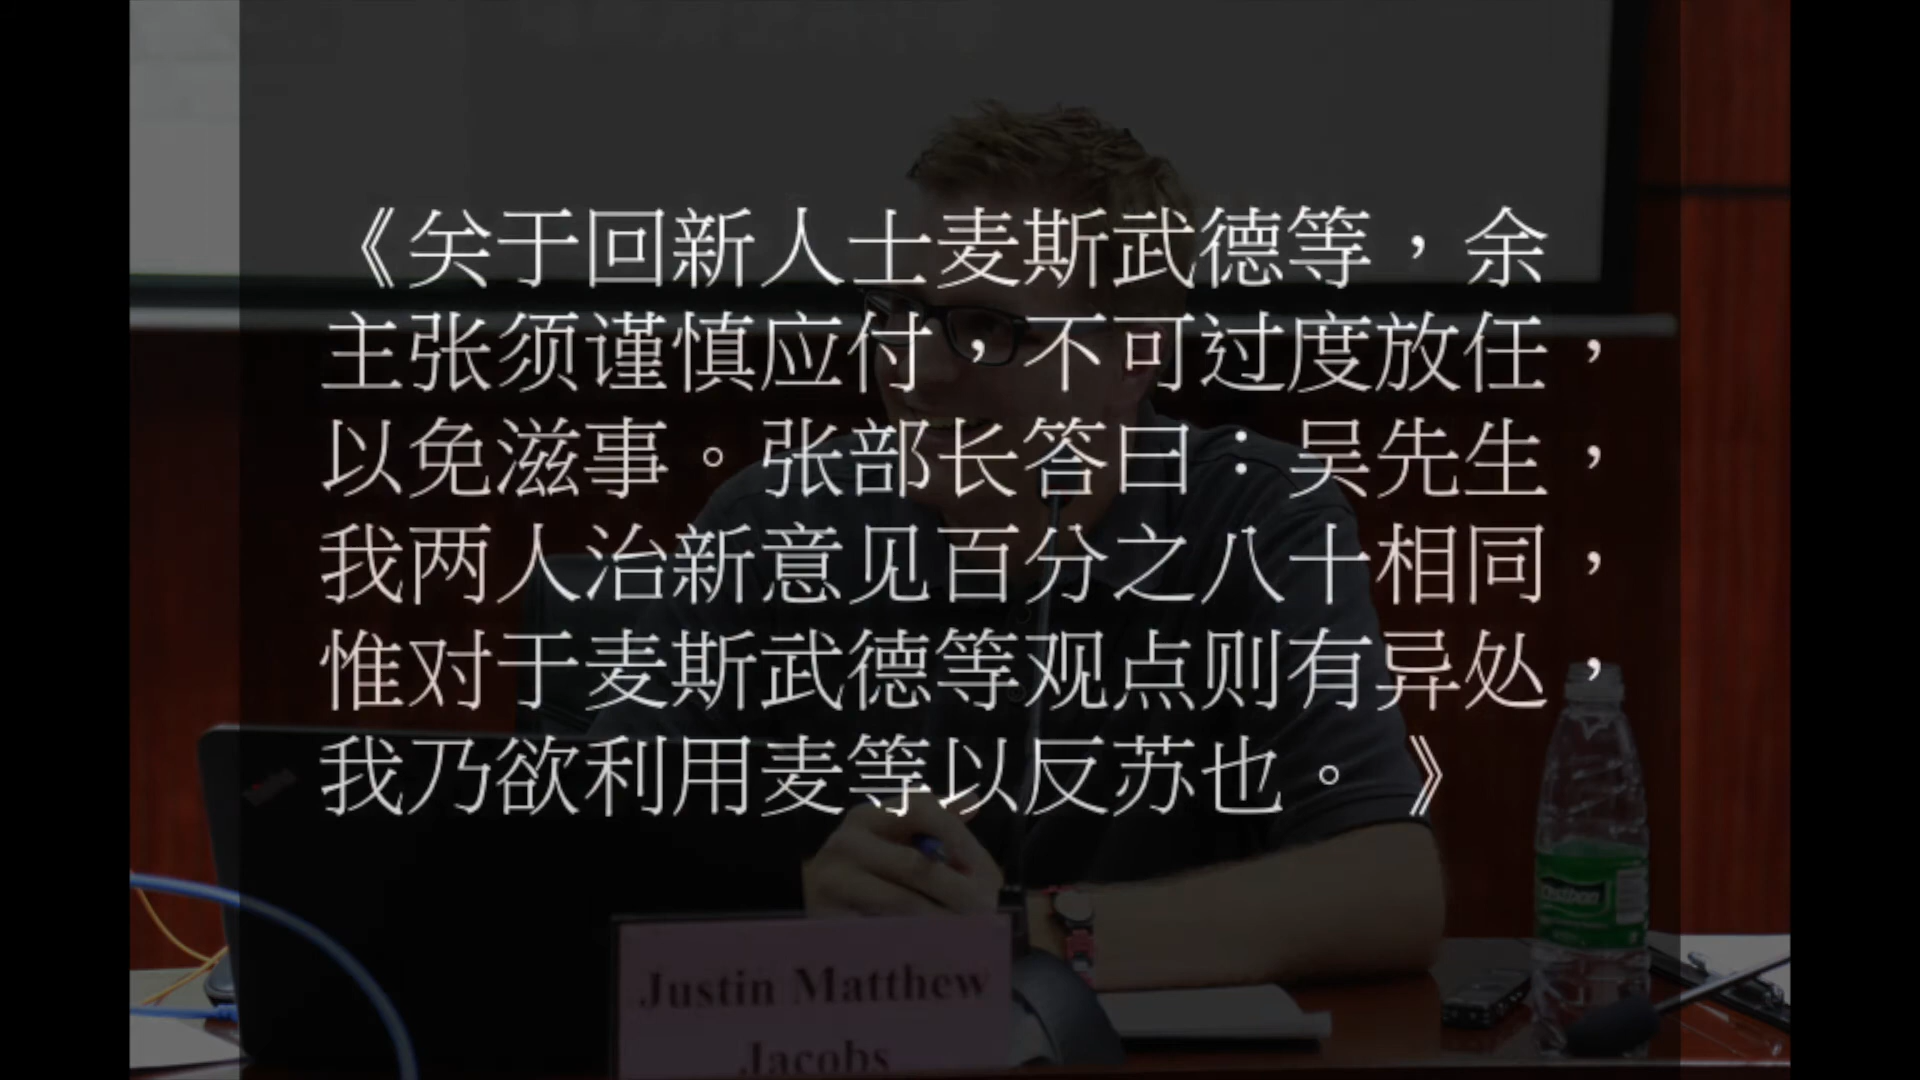 《关于回新人士麦斯武德等，余
主张须谨慎应付，不可过度放任，
以免滋事。张部长答曰：吴先生，
我两人治新意见百分之八十相同，
惟对于麦斯武德等观点则有异处，
我乃欲利用麦等以反苏也。》
Justin Matthew
Jacobs